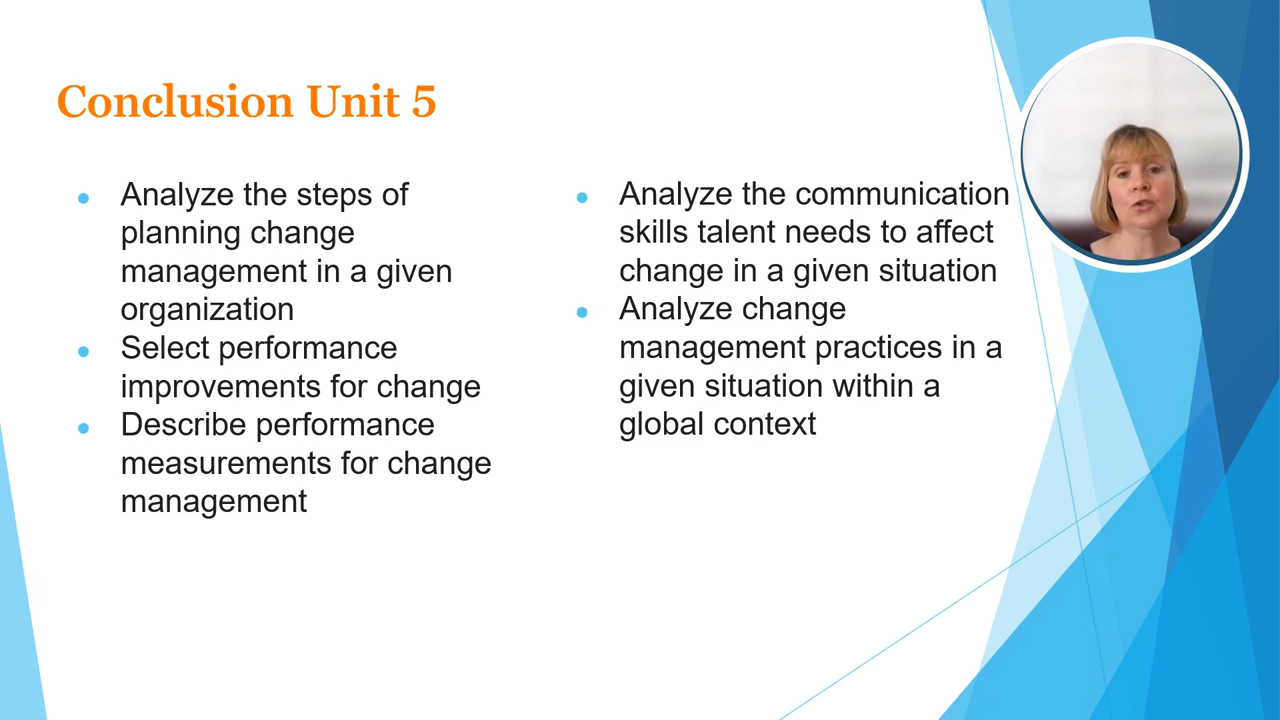 Conclusion Unit 5
● Analyze the steps of
planning change
management in a given
organization
● Select performance
improvements for change
● Describe performance
measurements for change
management
● Analyze the communication
skills talent needs to affect
change in a given situation
● Analyze change
management practices in a
given situation within a
global context